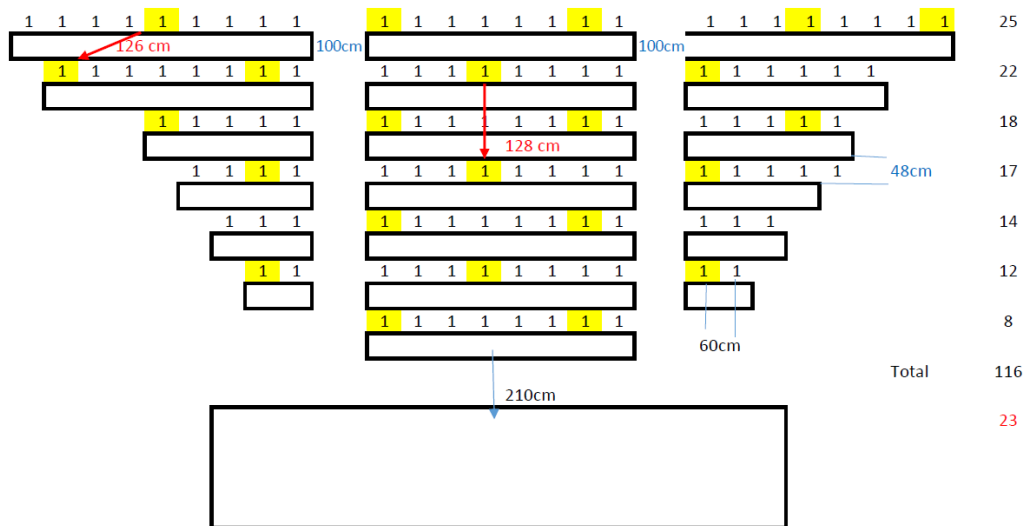 1 1 1 1 1 1 1 1 1 1 1 1 1 1 1 1 1 1 1 1 1 1 1 1 1 25
126 cm 100cm 100cm
1 1 1 1 1 1 1 1 1 1 1 1 1 1 1 1 1 1 1 1 1 1 22
1 1 1 1 1 1 1 1 1 1 1 1 1 1 1 1 1 1 18
128 cm
1 1 1 1 1 1 1 1 1 1 1 1 1 1 1 1 1 48cm 17
1 1 1 1 1 1 1 1 1 1 1 1 1 1 14
1 1 1 1 1 1 1 1 1 1 1 1 12
1 1 1 1 1 1 1 1 8
60cm
Total 116
210cm
23